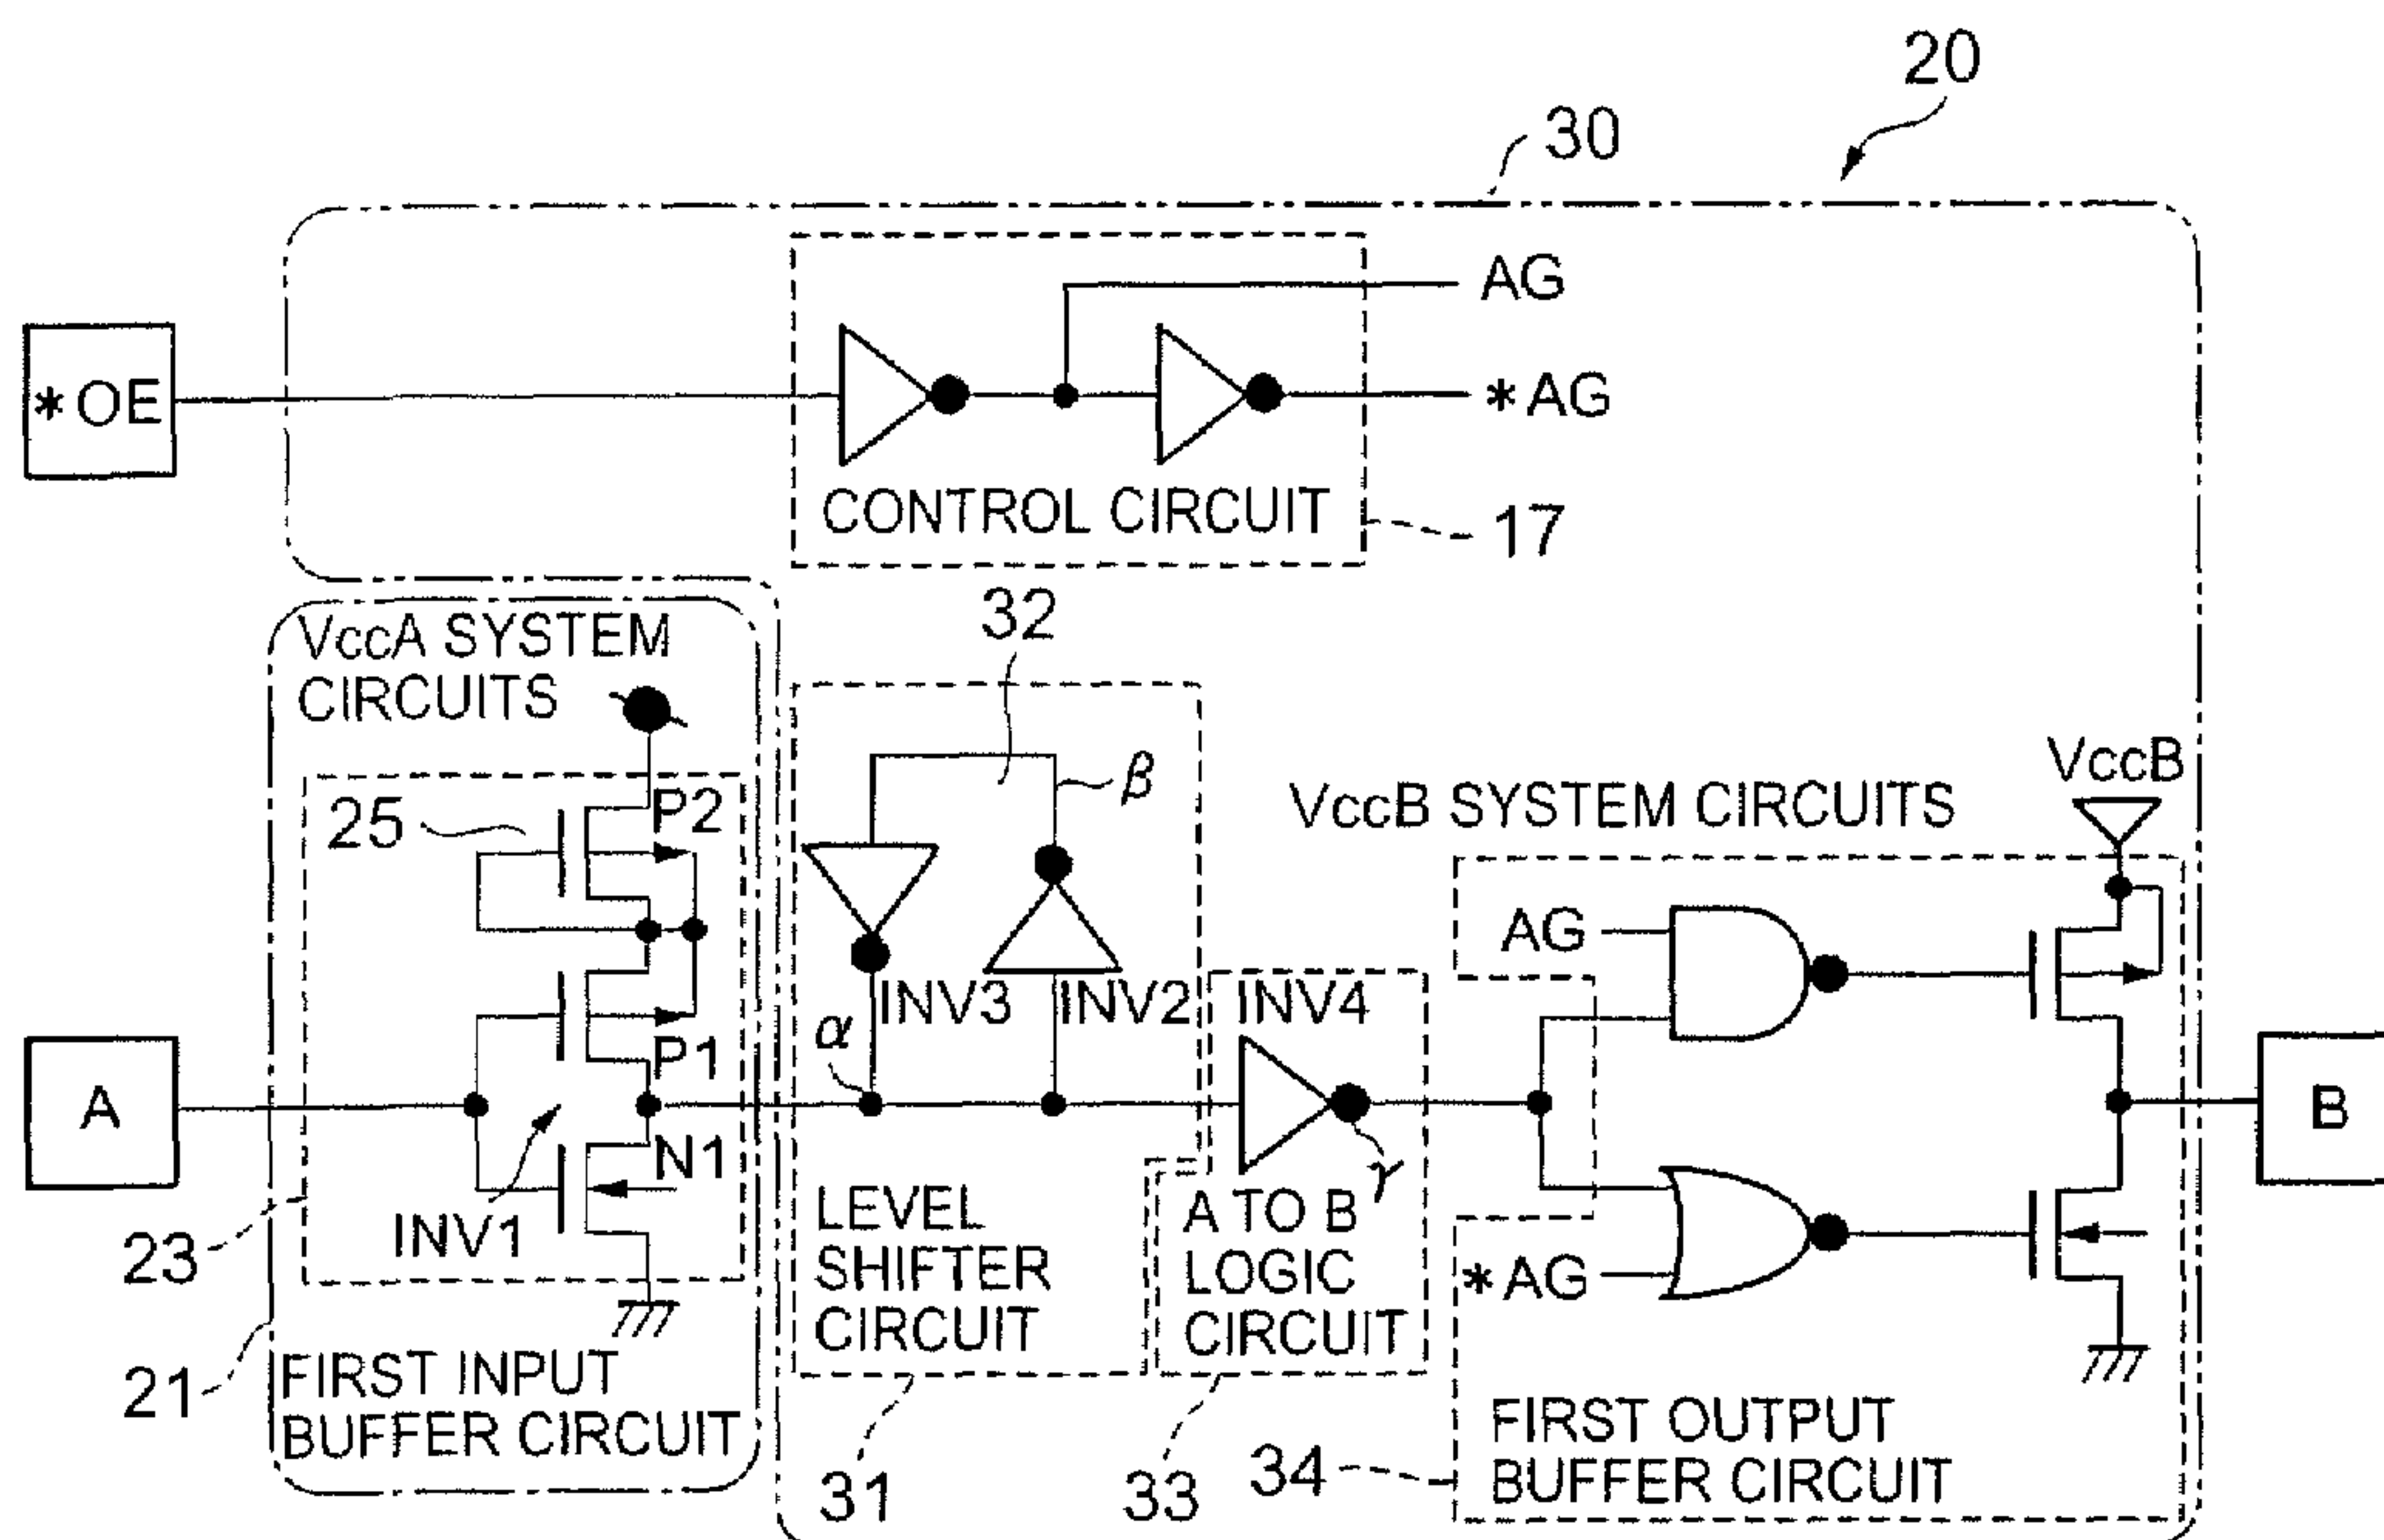 20
30
AG
*OE
*AG
CONTROL CIRCUIT
17
VccA SYSTEM
CIRCUITS
32
β
VccB
VccB SYSTEM CIRCUITS
25
P2
AG
INV3
INV2
INV4
α
P1
A
B
N1
γ
INV1
23
LEVEL
SHIFTER
CIRCUIT
A TO B
LOGIC
CIRCUIT
*AG
21
FIRST INPUT
BUFFER CIRCUIT
31
33
34
FIRST OUTPUT
BUFFER CIRCUIT